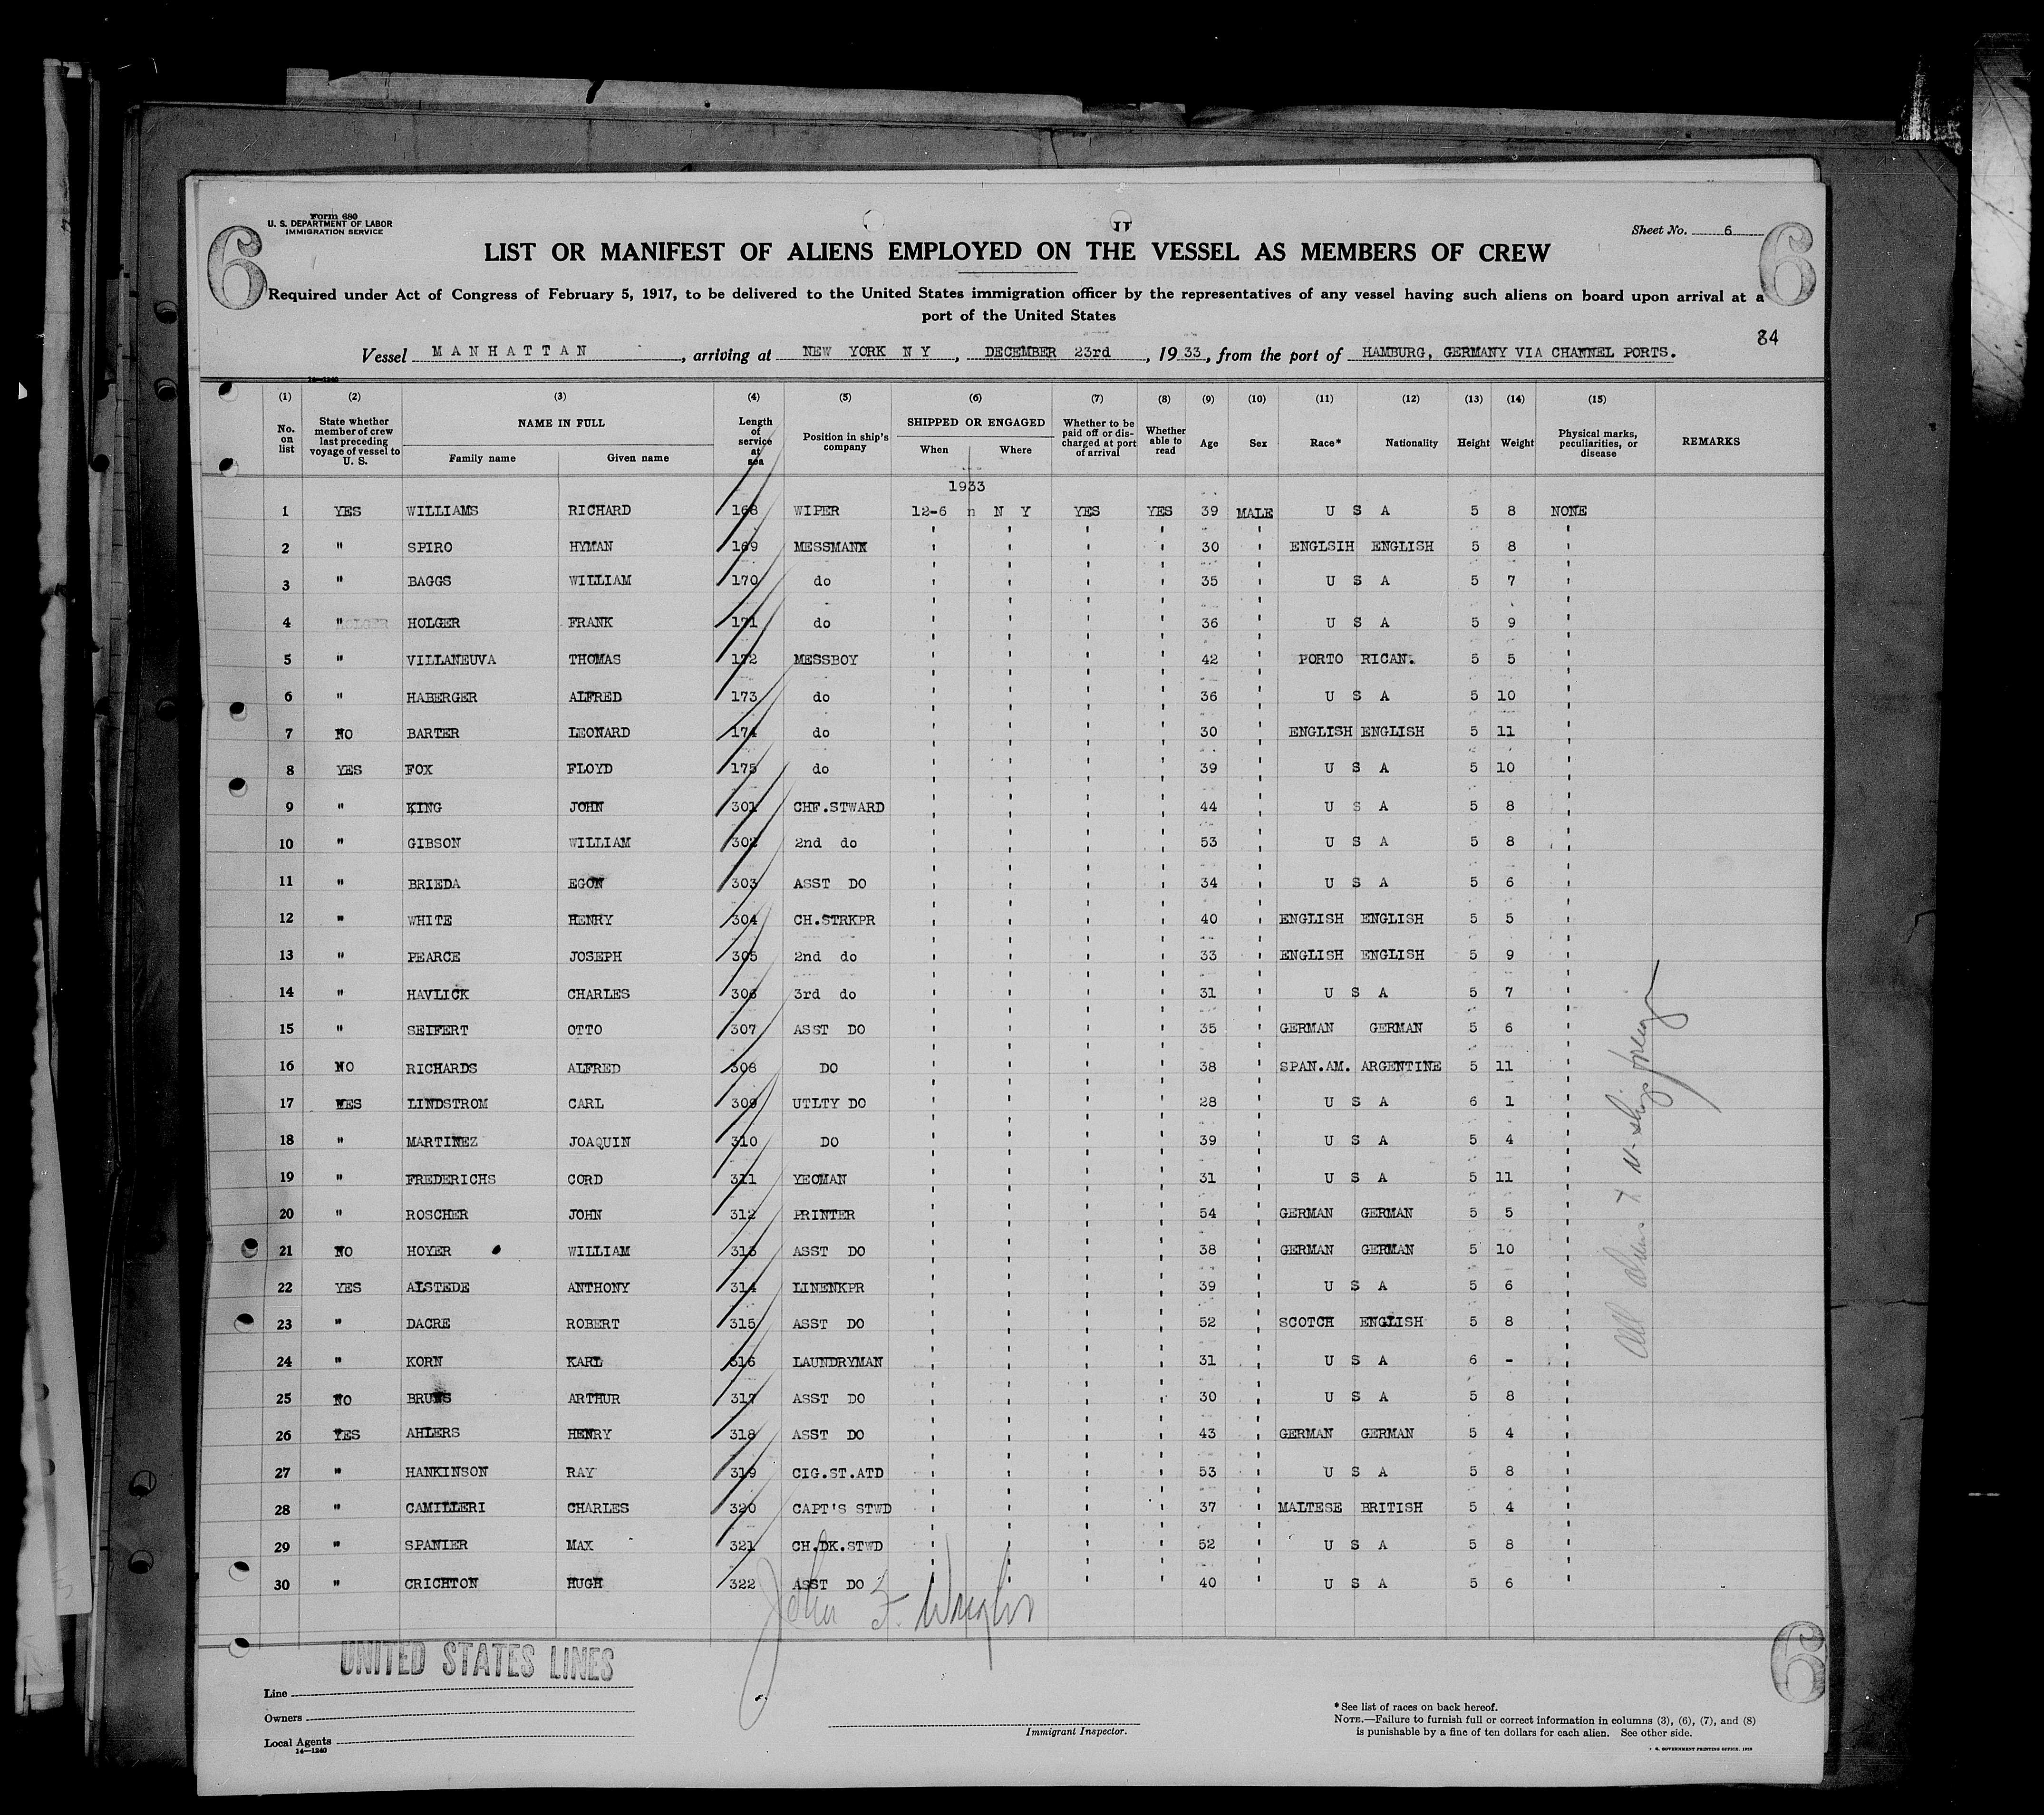 Form 680
U. S. DEPARTMENT OF LABOR
IMMIGRATION SERVICE
6
6
Sheet No. 6
LIST OR MANIFEST OF ALIENS EMPLOYED ON THE VESSEL AS MEMBERS OF CREW
Required under Act of Congress of February 5, 1917, to be delivered to the United States immigration officer by the representatives of any vessel having such aliens on board upon arrival at a
port of the United States
84
Vessel MANHATTAN, arriving at NEW YORK N Y, DECEMBER 23rd, 1933, from the port of HAMBURG, GERMANY VIA CHANNEL PORTS.
14—1240
(1) (2) (3) (4) (5) (6) (7) (8) (9) (10) (11) (12) (13) (14) (15)
No. on list State whether member of crew last preceding voyage of vessel to U. S. NAME IN FULL Family name Given name Length of service at sea Position in ship's company SHIPPED OR ENGAGED When Where Whether to be paid off or discharged at port of arrival Whether able to read Age Sex Race* Nationality Height Weight Physical marks, peculiarities, or disease REMARKS
1933
1 YES WILLIAMS RICHARD 168 WIPER 12-6 n N Y YES YES 39 MALE U S A 5 8 NONE
2 " SPIRO HYMAN 169 MESSMANX " " " " 30 " ENGLSIH ENGLISH 5 8 "
3 " BAGGS WILLIAM 170 do " " " " 35 " U S A 5 7 "
4 " HOLGER FRANK 171 do " " " " 36 " U S A 5 9 "
5 " VILLANEUVA THOMAS 172 MESSBOY " " " " 42 " PORTO RICAN. 5 5 "
6 " HABERGER ALFRED 173 do " " " " 36 " U S A 5 10 "
7 NO BARTER LEONARD 174 do " " " " 30 " ENGLISH ENGLISH 5 11 "
8 YES FOX FLOYD 175 do " " " " 39 " U S A 5 10 "
9 " KING JOHN 301 CHF.STWARD " " " " 44 " U S A 5 8 "
10 " GIBSON WILLIAM 302 2nd do " " " " 53 " U S A 5 8 "
11 " BRIEDA EGON 303 ASST DO " " " " 34 " U S A 5 6 "
12 " WHITE HENRY 304 CH.STRKPR " " " " 40 " ENGLISH ENGLISH 5 5 "
13 " PEARCE JOSEPH 305 2nd do " " " " 33 " ENGLISH ENGLISH 5 9 "
14 " HAVLICK CHARLES 306 3rd do " " " " 31 " U S A 5 7 "
15 " SEIFERT OTTO 307 ASST DO " " " " 35 " GERMAN GERMAN 5 6 "
16 NO RICHARDS ALFRED 308 DO " " " " 38 " SPAN.AM. ARGENTINE 5 11 "
17 YES LINDSTROM CARL 309 UTLTY DO " " " " 28 " U S A 6 1 "
18 " MARTINEZ JOAQUIN 310 DO " " " " 39 " U S A 5 4 "
19 " FREDERICHS CORD 311 YEOMAN " " " " 31 " U S A 5 11 "
20 " ROSCHER JOHN 312 PRINTER " " " " 54 " GERMAN GERMAN 5 5 "
21 NO HOYER WILLIAM 313 ASST DO " " " " 38 " GERMAN GERMAN 5 10 "
22 YES ALSTEDE ANTHONY 314 LINENKPR " " " " 39 " U S A 5 6 "
23 " DACRE ROBERT 315 ASST DO " " " " 52 " SCOTCH ENGLISH 5 8 "
24 " KORN KARL 316 LAUNDRYMAN " " " " 31 " U S A 6 - "
25 NO BRUNS ARTHUR 317 ASST DO " " " " 30 " U S A 5 8 "
26 YES AHLERS HENRY 318 ASST DO " " " " 43 " GERMAN GERMAN 5 4 "
27 " HANKINSON RAY 319 CIG.ST.ATD " " " " 53 " U S A 5 8 "
28 " CAMILLERI CHARLES 320 CAPT'S STWD " " " " 37 " MALTESE BRITISH 5 4 "
29 " SPANIER MAX 321 CH.DK.STWD " " " " 52 " U S A 5 8 "
30 " CRICHTON HUGH 322 ASST DO " " " " 40 " U S A 5 6 "
John F. Wright
UNITED STATES LINES
6
Line
Owners
Local Agents
14—1240
Immigrant Inspector.
*See list of races on back hereof.
NOTE.—Failure to furnish full or correct information in columns (3), (6), (7), and (8)
is punishable by a fine of ten dollars for each alien. See other side.
GOVERNMENT PRINTING OFFICE